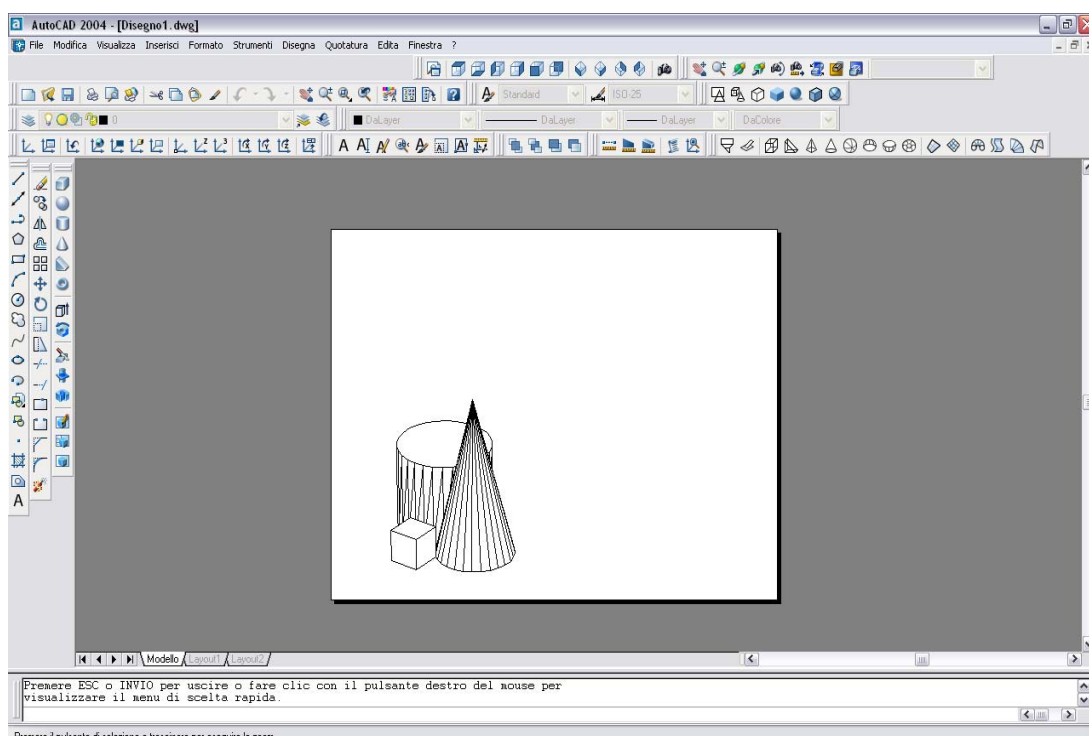 a AutoCAD 2004 - [Disegno1.dwg]
File Modifica Visualizza Inserisci Formato Strumenti Disegna Quotatura Edita Finestra ?
Standard ISO-25
0 DaLayer DaLayer DaLayer DaColore
A
Modello Layout1 Layout2
Premere ESC o INVIO per uscire o fare clic con il pulsante destro del mouse per
visualizzare il menu di scelta rapida.